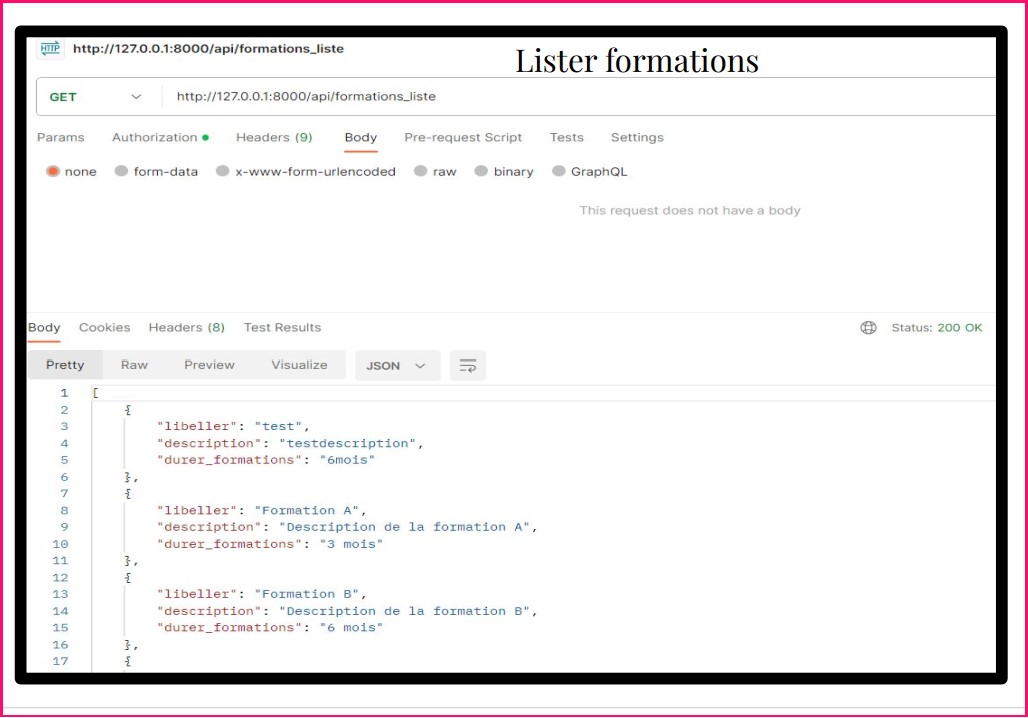 HTTP http://127.0.0.1:8000/api/formations_liste
Lister formations
GET http://127.0.0.1:8000/api/formations_liste
Params Authorization Headers (9) Body Pre-request Script Tests Settings
none form-data x-www-form-urlencoded raw binary GraphQL
This request does not have a body
Body Cookies Headers (8) Test Results Status: 200 OK
Pretty Raw Preview Visualize JSON
1 [
2 {
3 "libeller": "test",
4 "description": "testdescription",
5 "durer_formations": "6mois"
6 },
7 {
8 "libeller": "Formation A",
9 "description": "Description de la formation A",
10 "durer_formations": "3 mois"
11 },
12 {
13 "libeller": "Formation B",
14 "description": "Description de la formation B",
15 "durer_formations": "6 mois"
16 },
17 {